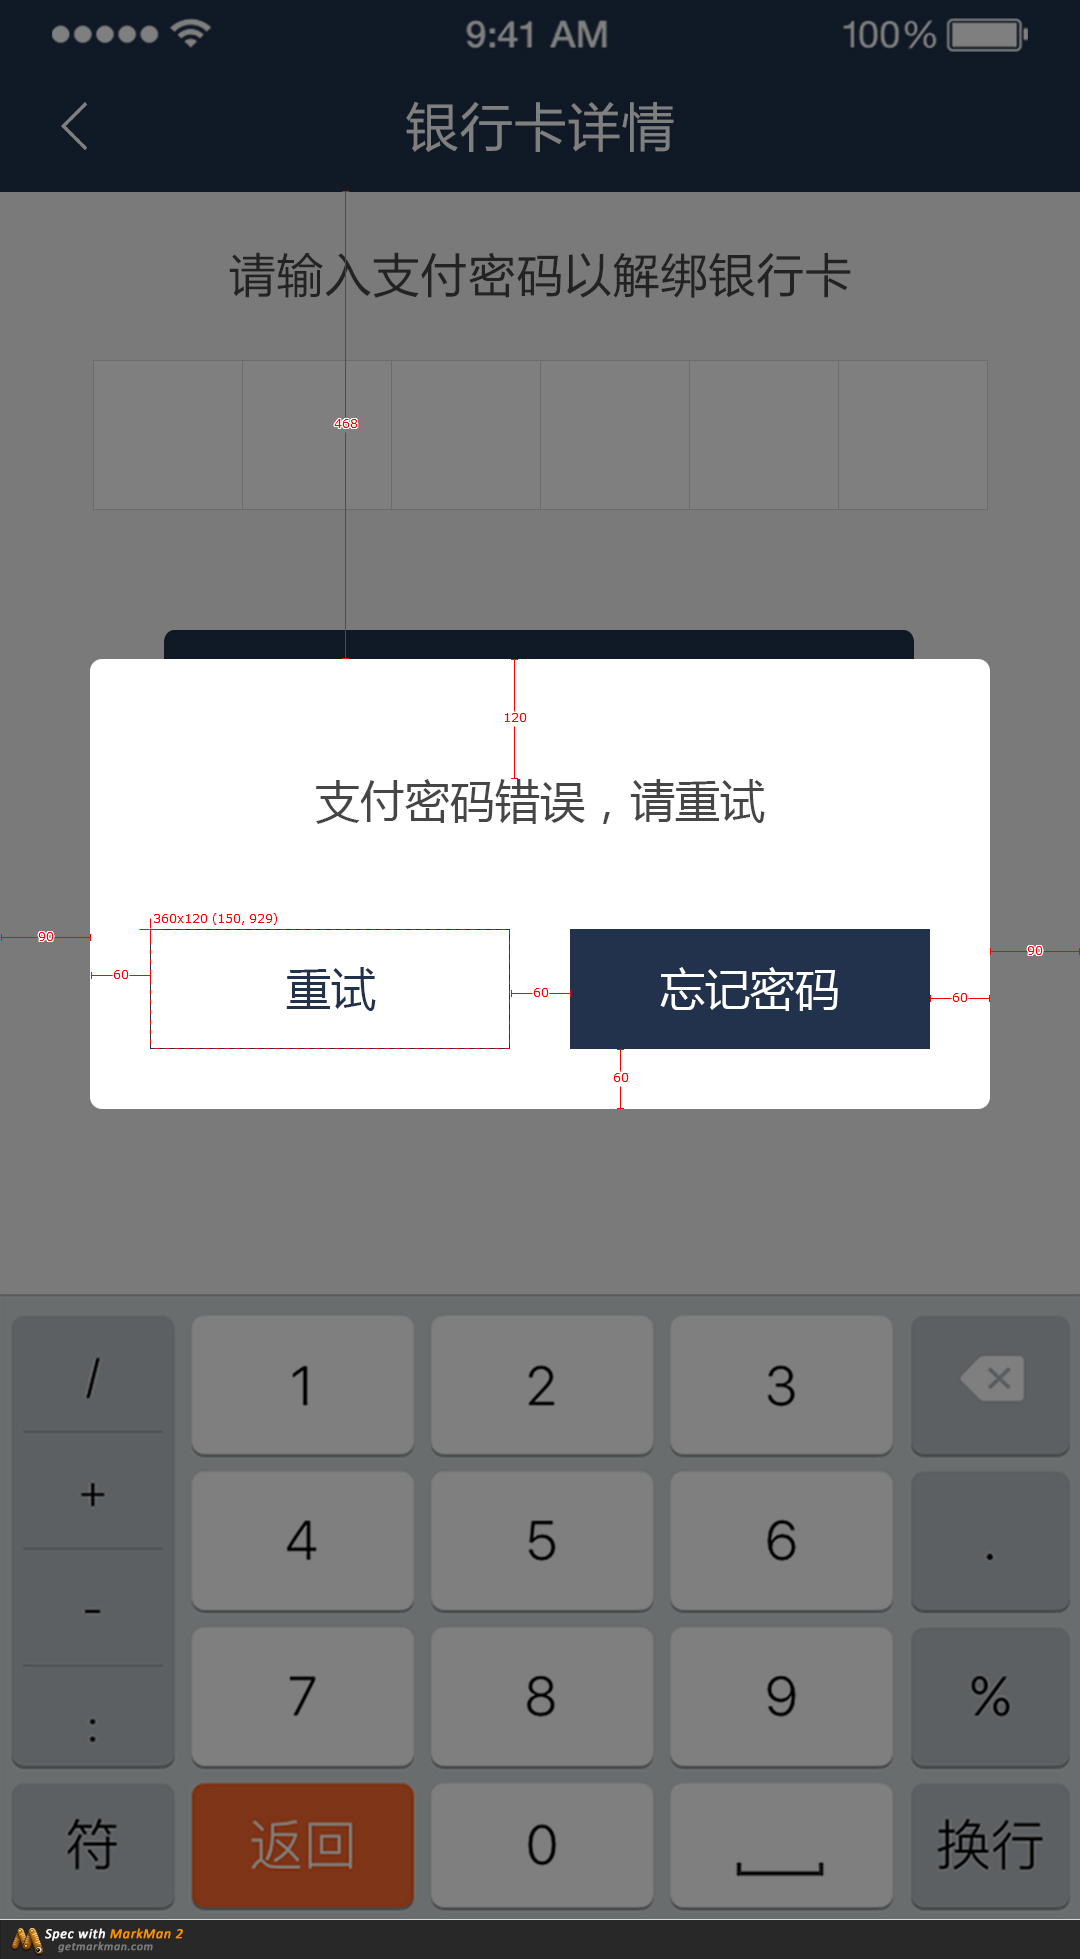 9:41 AM 100%
银行卡详情
请输入支付密码以解绑银行卡
468
120
支付密码错误，请重试
360x120 (150, 929)
90 90
60 重试 60 忘记密码 60
60
/ 1 2 3
+
4 5 6 .
-
7 8 9 %
:
符 返回 0 换行
Spec with MarkMan 2
getmarkman.com